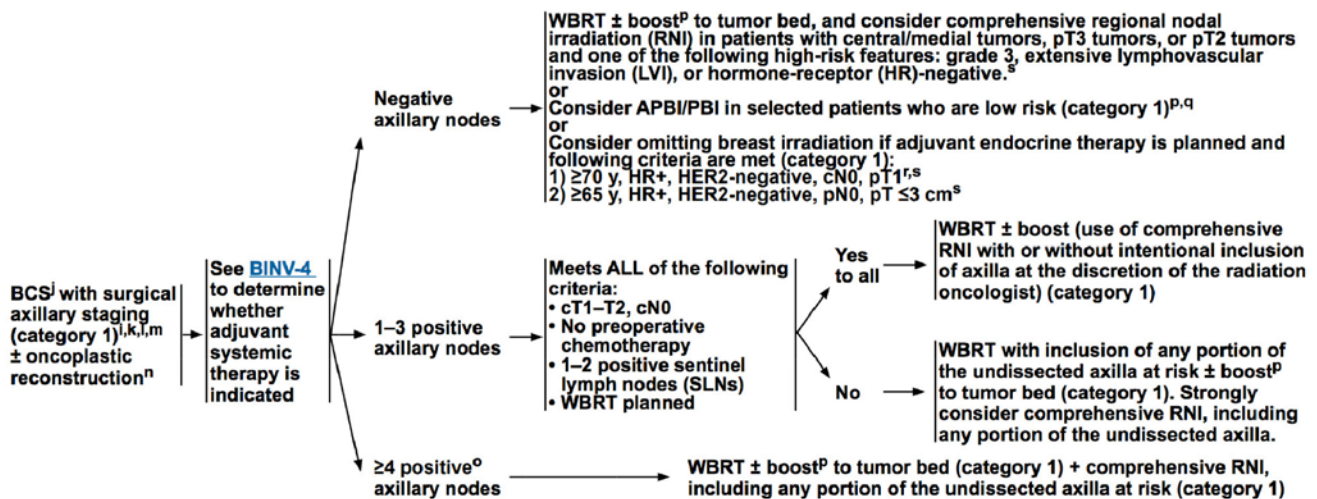 WBRT ± boostᵖ to tumor bed, and consider comprehensive regional nodal
irradiation (RNI) in patients with central/medial tumors, pT3 tumors, or pT2 tumors
and one of the following high-risk features: grade 3, extensive lymphovascular
invasion (LVI), or hormone-receptor (HR)-negative.ˢ
or
Consider APBI/PBI in selected patients who are low risk (category 1)ᵖ,q
or
Consider omitting breast irradiation if adjuvant endocrine therapy is planned and
following criteria are met (category 1):
1) ≥70 y, HR+, HER2-negative, cN0, pT1ʳ,ˢ
2) ≥65 y, HR+, HER2-negative, pN0, pT ≤3 cmˢ
Negative
axillary nodes
BCSʲ with surgical
axillary staging
(category 1)ⁱ,ᵏ,ˡ,ᵐ
± oncoplastic
reconstructionⁿ
See BINV-4
to determine
whether
adjuvant
systemic
therapy is
indicated
1–3 positive
axillary nodes
Meets ALL of the following
criteria:
• cT1–T2, cN0
• No preoperative
chemotherapy
• 1–2 positive sentinel
lymph nodes (SLNs)
• WBRT planned
Yes
to all
WBRT ± boost (use of comprehensive
RNI with or without intentional inclusion
of axilla at the discretion of the radiation
oncologist) (category 1)
No
WBRT with inclusion of any portion of
the undissected axilla at risk ± boostᵖ
to tumor bed (category 1). Strongly
consider comprehensive RNI, including
any portion of the undissected axilla.
≥4 positiveᵒ
axillary nodes
WBRT ± boostᵖ to tumor bed (category 1) + comprehensive RNI,
including any portion of the undissected axilla at risk (category 1)